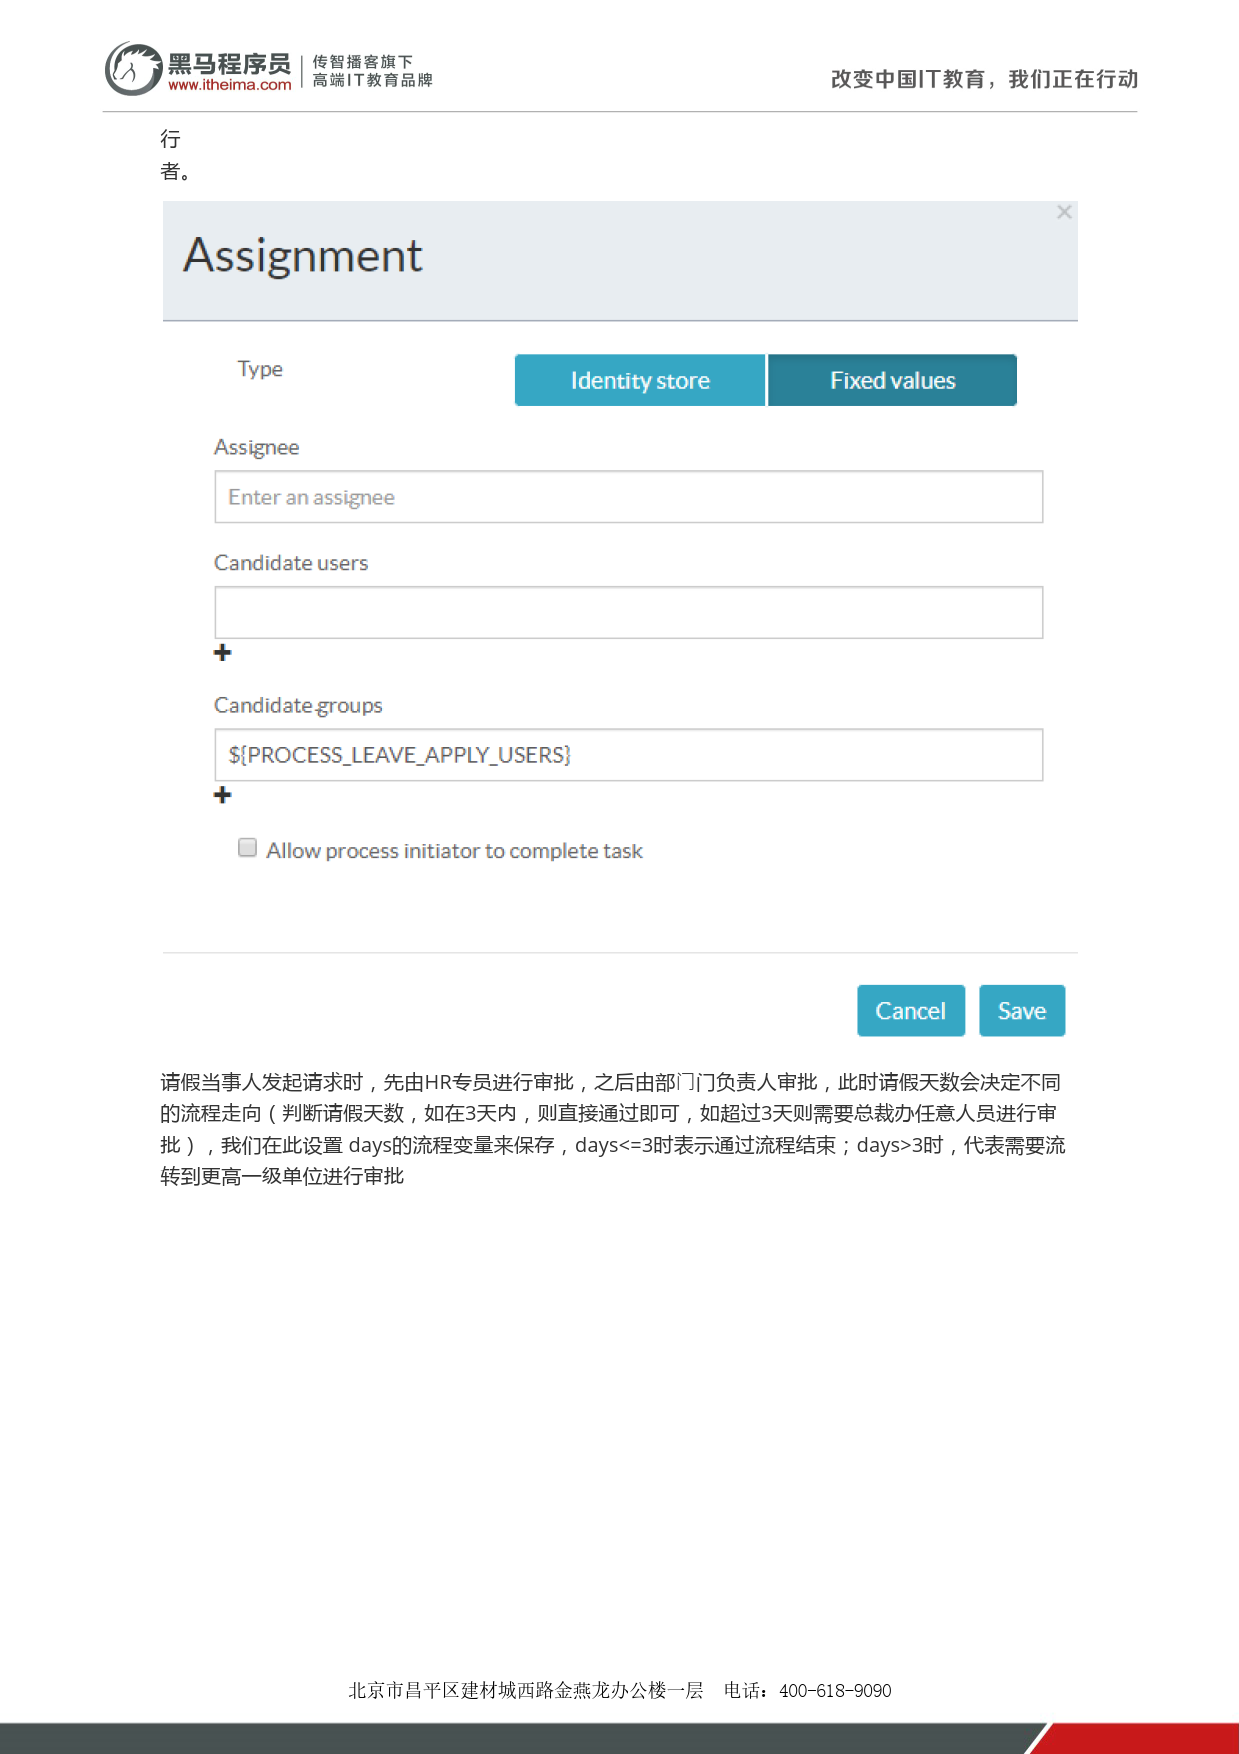 黑马程序员
www.itheima.com
传智播客旗下
高端IT教育品牌
改变中国IT教育，我们正在行动
行
者。
×
Assignment
Type
Identity store
Fixed values
Assignee
Enter an assignee
Candidate users
+
Candidate groups
${PROCESS_LEAVE_APPLY_USERS}
+
Allow process initiator to complete task
Cancel
Save
请假当事人发起请求时，先由HR专员进行审批，之后由部门门负责人审批，此时请假天数会决定不同
的流程走向（判断请假天数，如在3天内，则直接通过即可，如超过3天则需要总裁办任意人员进行审
批），我们在此设置 days的流程变量来保存，days<=3时表示通过流程结束；days>3时，代表需要流
转到更高一级单位进行审批
北京市昌平区建材城西路金燕龙办公楼一层 电话：400-618-9090